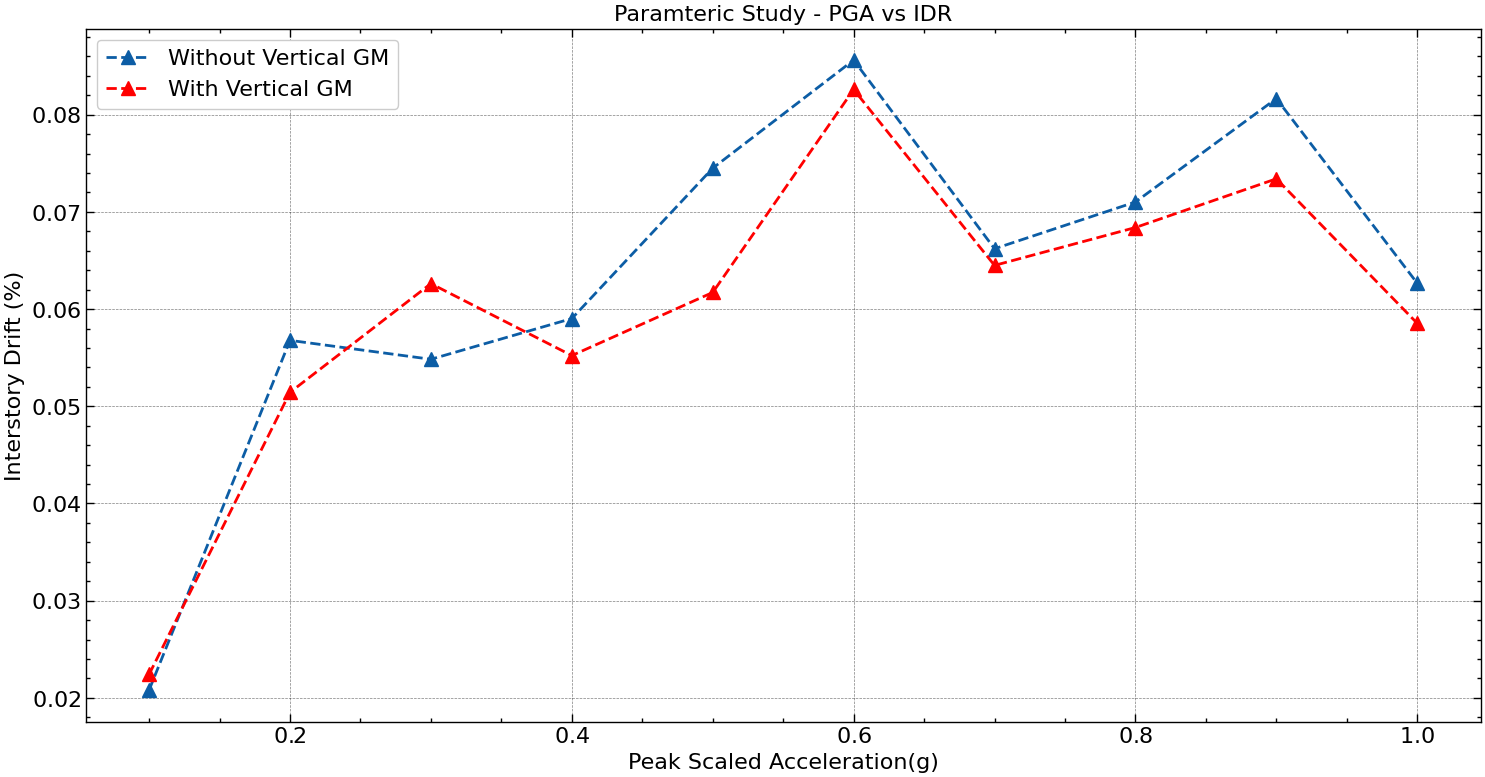 Paramteric Study - PGA vs IDR
Without Vertical GM
With Vertical GM
0.08
0.07
0.06
0.05
0.04
0.03
0.02
Interstory Drift (%)
0.2 0.4 0.6 0.8 1.0
Peak Scaled Acceleration(g)